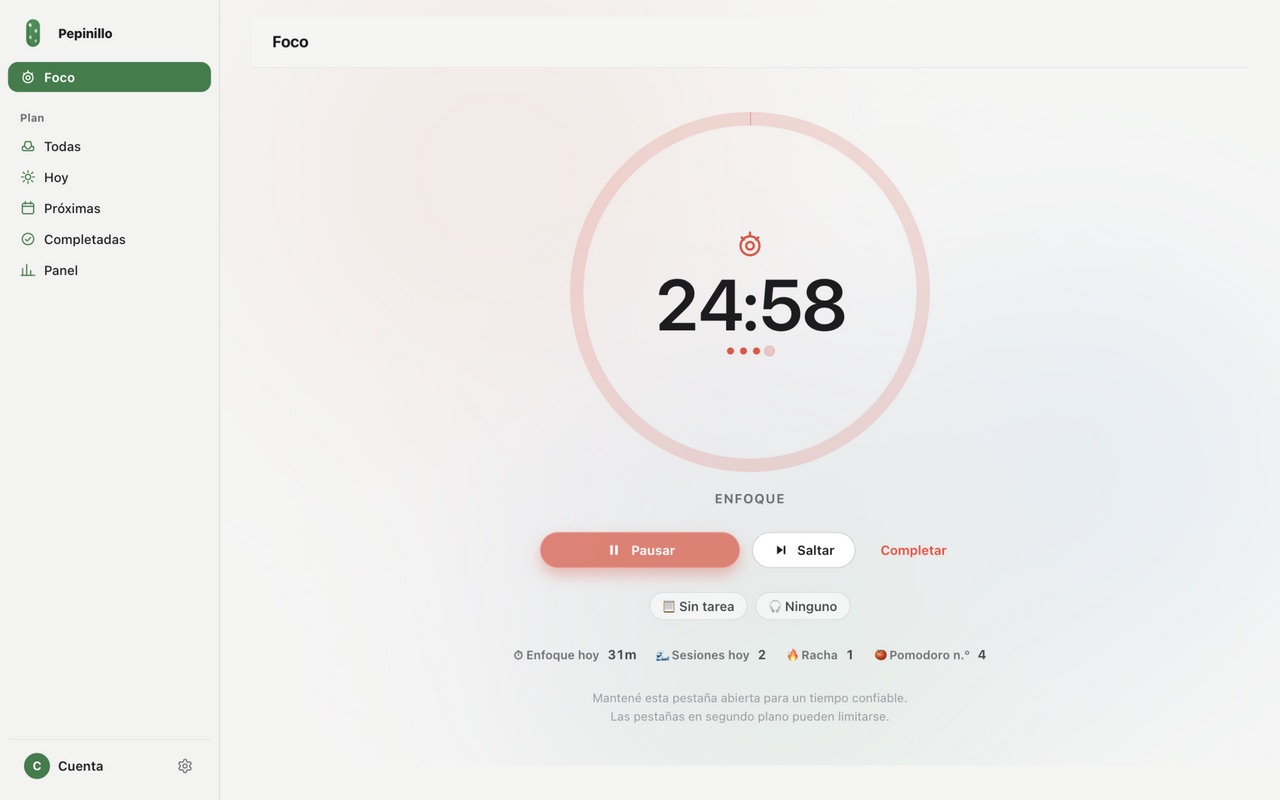 Pepinillo
Foco
Plan
Todas
Hoy
Próximas
Completadas
Panel
C Cuenta
Foco
24:58
ENFOQUE
Pausar
Saltar
Completar
Sin tarea
Ninguno
Enfoque hoy 31m
Sesiones hoy 2
Racha 1
Pomodoro n.º 4
Mantené esta pestaña abierta para un tiempo confiable.
Las pestañas en segundo plano pueden limitarse.